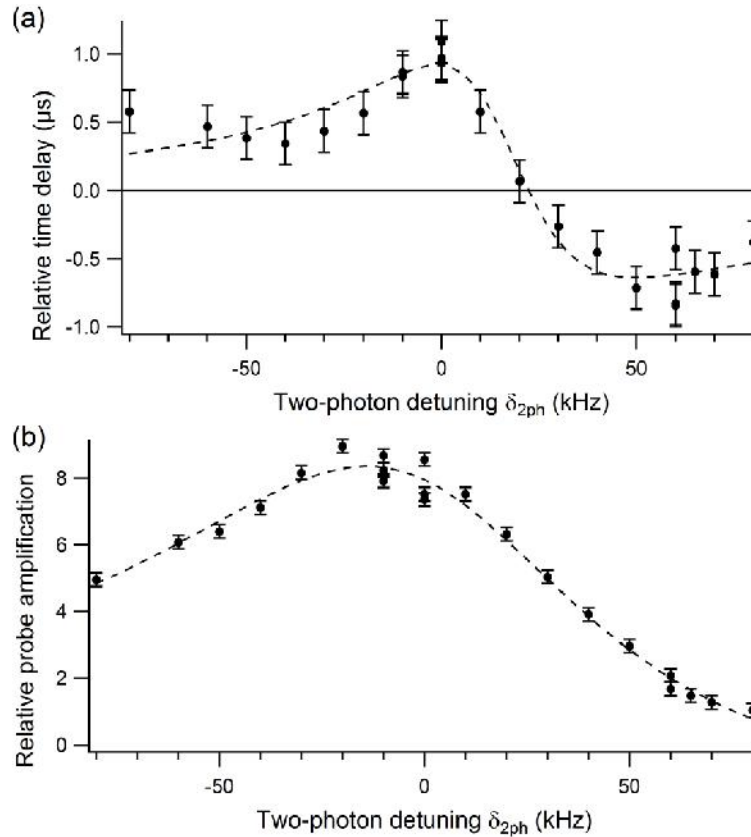 (a)
1.0
0.5
0.0
-0.5
-1.0
Relative time delay (μs)
-50
0
50
Two-photon detuning δ2ph (kHz)
(b)
8
6
4
2
0
Relative probe amplification
-50
0
50
Two-photon detuning δ2ph (kHz)